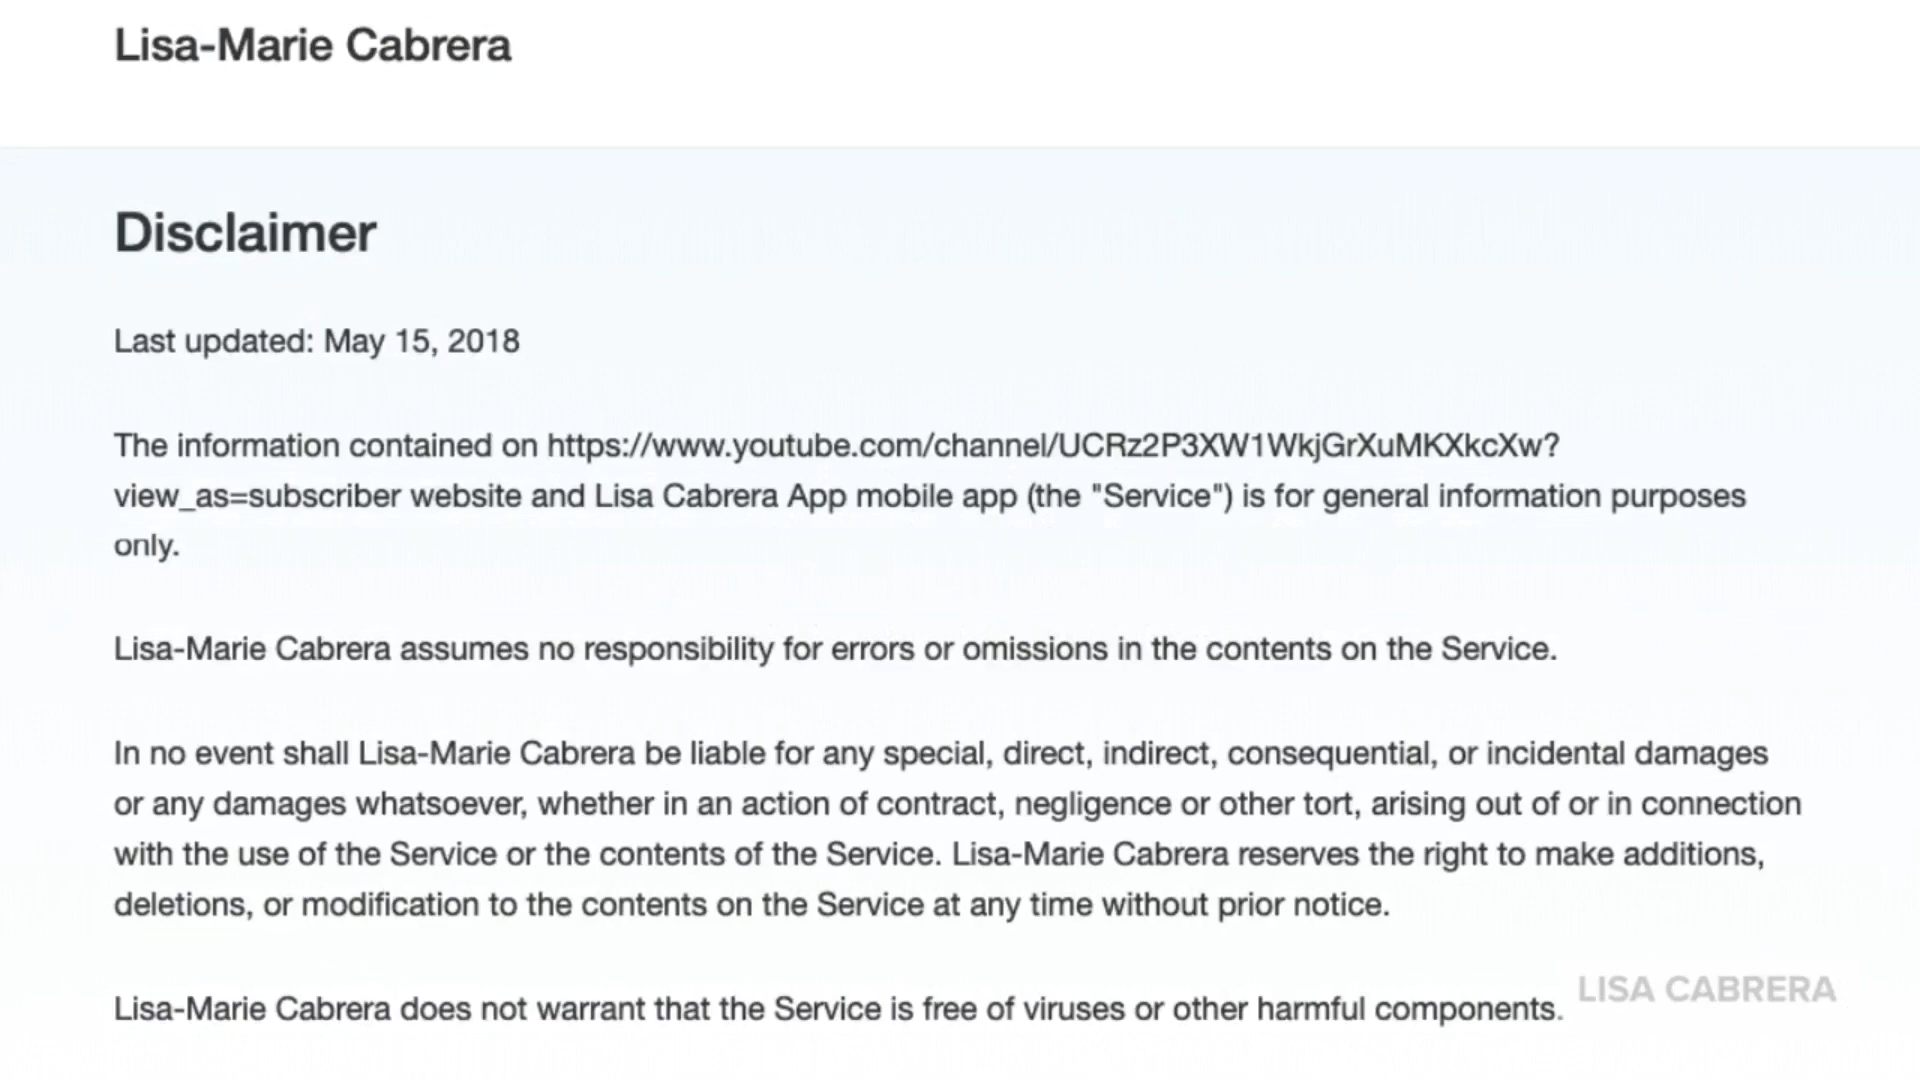 Lisa-Marie Cabrera
Disclaimer
Last updated: May 15, 2018
The information contained on https://www.youtube.com/channel/UCRz2P3XW1WkjGrXuMKXkcXw?
view_as=subscriber website and Lisa Cabrera App mobile app (the "Service") is for general information purposes
only.
Lisa-Marie Cabrera assumes no responsibility for errors or omissions in the contents on the Service.
In no event shall Lisa-Marie Cabrera be liable for any special, direct, indirect, consequential, or incidental damages
or any damages whatsoever, whether in an action of contract, negligence or other tort, arising out of or in connection
with the use of the Service or the contents of the Service. Lisa-Marie Cabrera reserves the right to make additions,
deletions, or modification to the contents on the Service at any time without prior notice.
Lisa-Marie Cabrera does not warrant that the Service is free of viruses or other harmful components.
LISA CABRERA